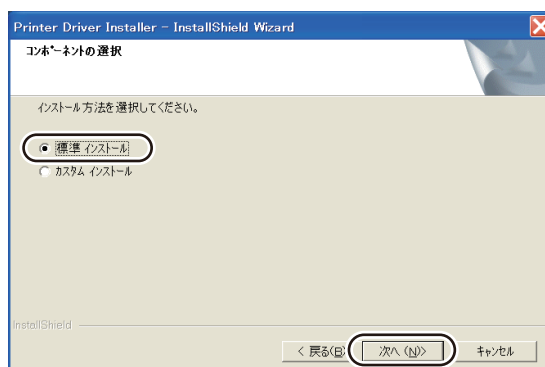 Printer Driver Installer - InstallShield Wizard
コンポーネントの選択
インストール方法を選択してください。
標準 インストール
カスタム インストール
InstallShield
< 戻る(B) 次へ (N)> キャンセル